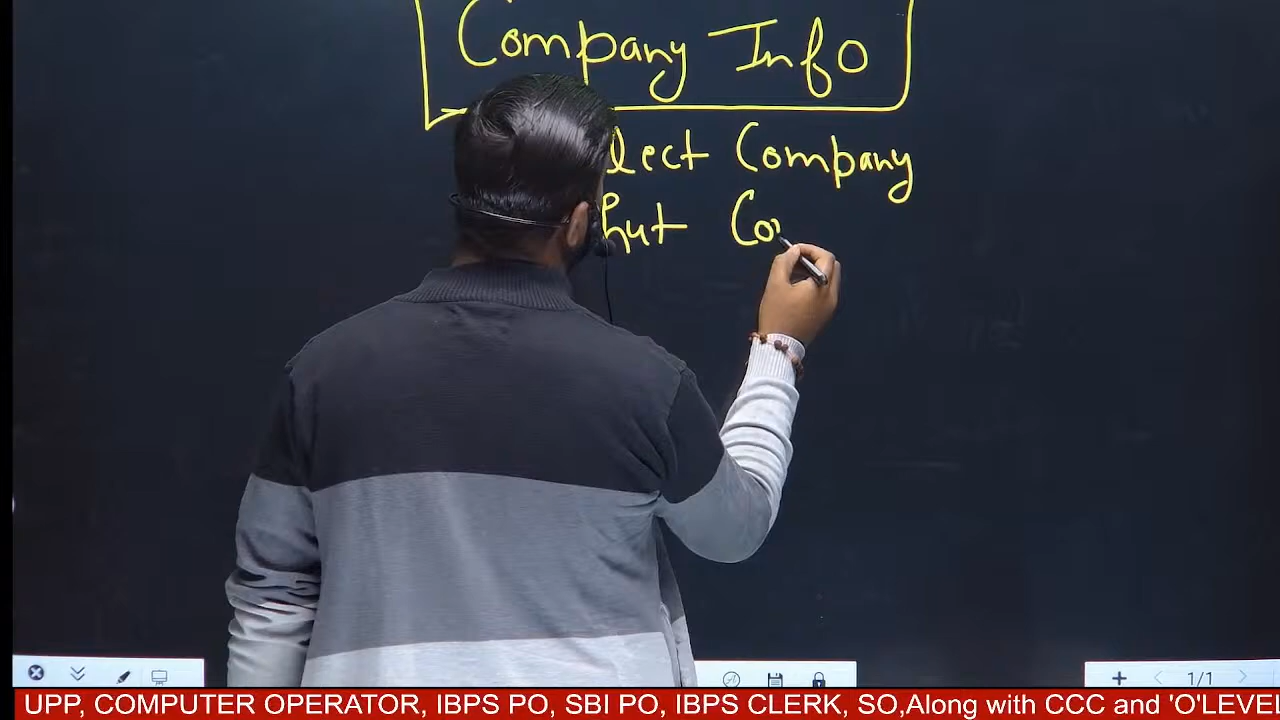 Company Info
lect Company
hut Co
1/1
UPP, COMPUTER OPERATOR, IBPS PO, SBI PO, IBPS CLERK, SO,Along with CCC and 'O'LEVEL